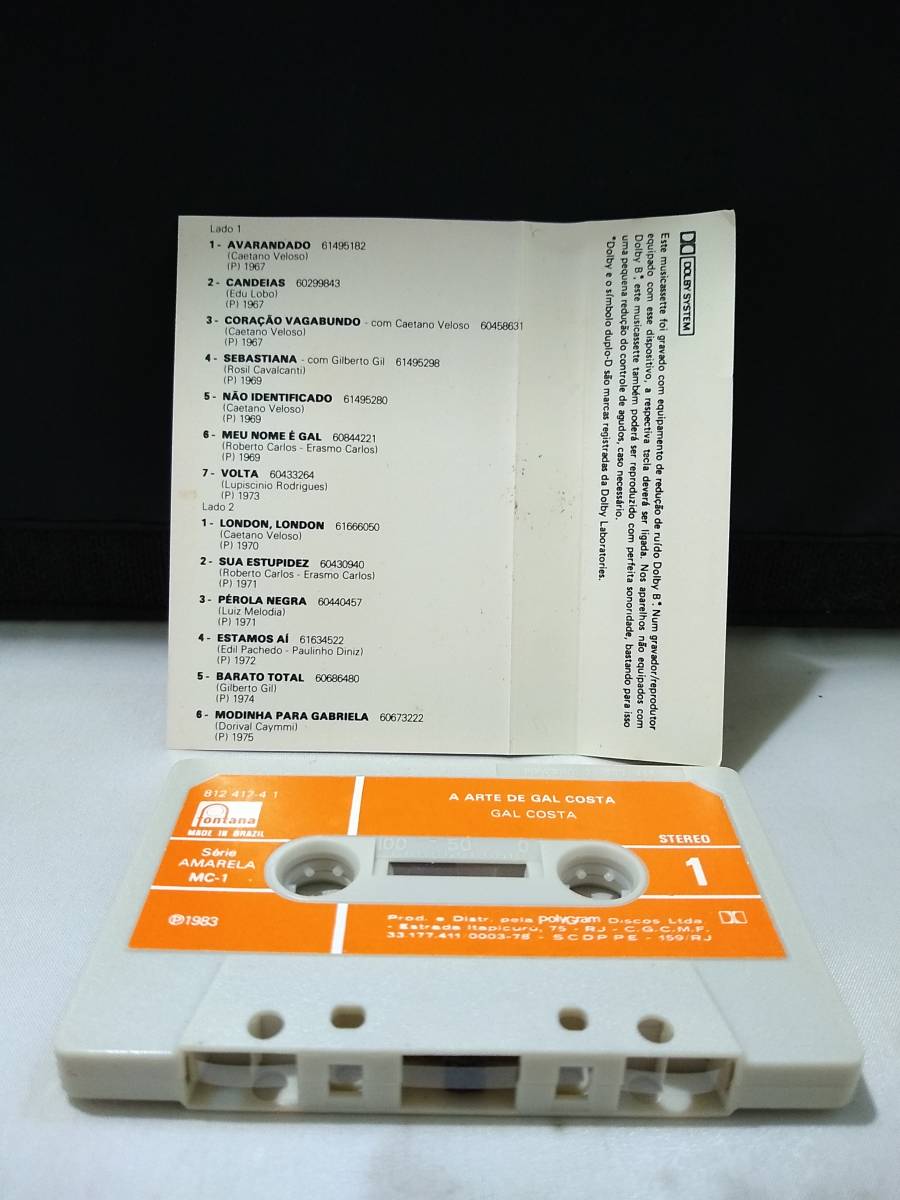 Lado 1
1 - AVARANDADO 61495182
(Caetano Veloso)
(P) 1967
2 - CANDEIAS 60299843
(Edu Lobo)
(P) 1967
3 - CORAÇÃO VAGABUNDO - com Caetano Veloso 60458631
(Caetano Veloso)
(P) 1967
4 - SEBASTIANA - com Gilberto Gil 61495298
(Rosil Cavalcanti)
(P) 1969
5 - NÃO IDENTIFICADO 61495280
(Caetano Veloso)
(P) 1969
6 - MEU NOME É GAL 60844221
(Roberto Carlos - Erasmo Carlos)
(P) 1969
7 - VOLTA 60433264
(Lupiscinio Rodrigues)
(P) 1973
Lado 2
1 - LONDON, LONDON 61666050
(Caetano Veloso)
(P) 1970
2 - SUA ESTUPIDEZ 60430940
(Roberto Carlos - Erasmo Carlos)
(P) 1971
3 - PÉROLA NEGRA 60440457
(Luiz Melodia)
(P) 1971
4 - ESTAMOS AÍ 61634522
(Edil Pachedo - Paulinho Diniz)
(P) 1972
5 - BARATO TOTAL 60686480
(Gilberto Gil)
(P) 1974
6 - MODINHA PARA GABRIELA 60673222
(Dorival Caymmi)
(P) 1975
DOLBY SYSTEM
Este musicassette foi gravado com equipamento de redução de ruído Dolby B*. Num gravador/reprodutor
equipado com esse dispositivo, a respectiva tecla deverá ser ligada. Nos aparelhos não equipados com
Dolby B*, este musicassette também poderá ser reproduzido com perfeita sonoridade, bastando para isso
uma pequena redução do controle de agudos, caso necessário.
*Dolby e o símbolo duplo-D são marcas registradas da Dolby Laboratories.
812 417-4 1
fontana
MADE IN BRAZIL
Série
AMARELA
MC-1
℗1983
A ARTE DE GAL COSTA
GAL COSTA
100 50 0
STEREO
1
Prod. e Distr. pela PolyGram Discos Ltda
- Estrada Itapicuru, 75 - RJ - C.G.C.M.F.
33.177.411 0003-78 - SCDP PE - 159/RJ